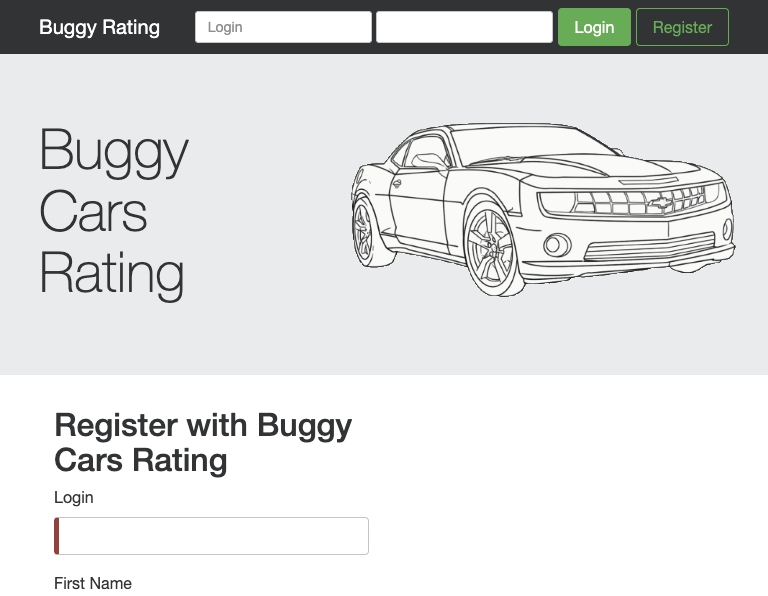 Buggy Rating
Login
Login
Register
Buggy
Cars
Rating
Register with Buggy
Cars Rating
Login
First Name